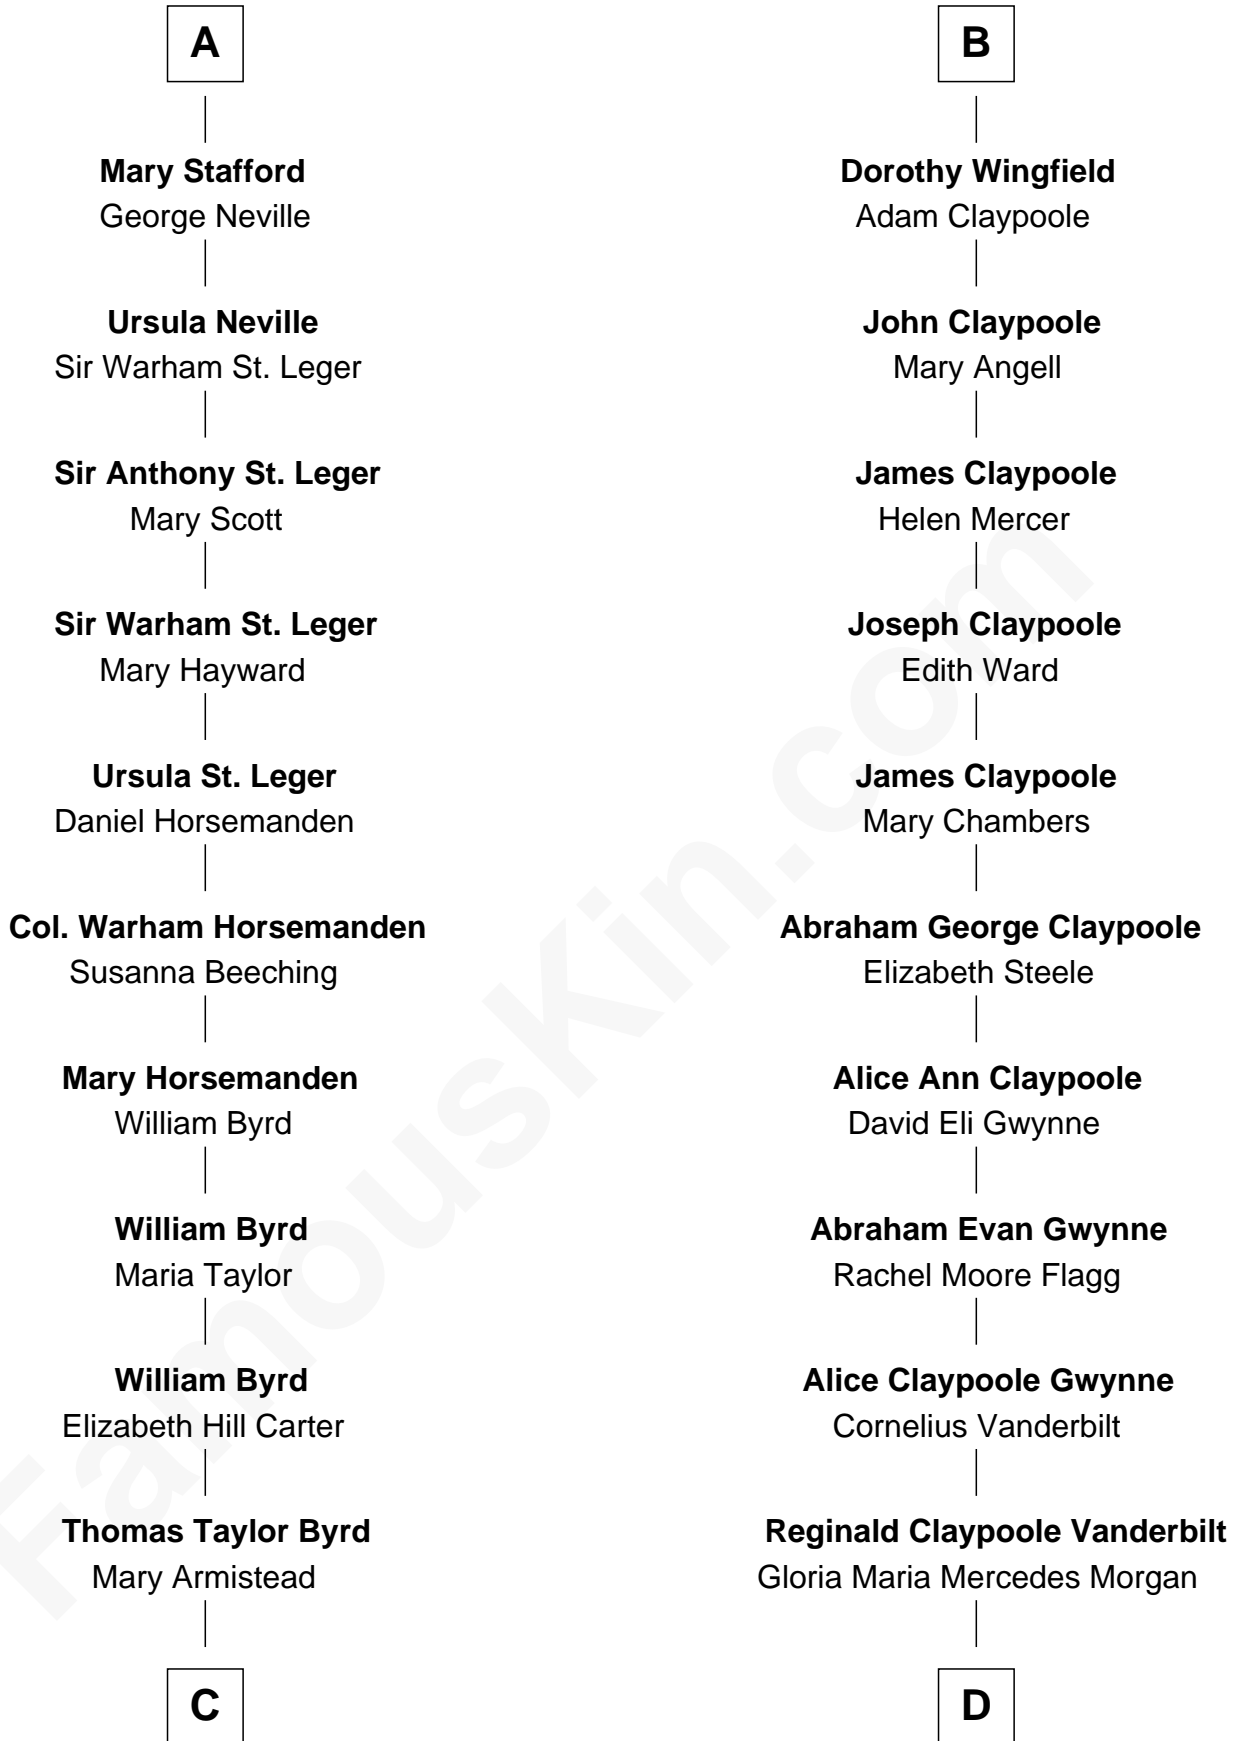 A
Mary Stafford
George Neville
Ursula Neville
Sir Warham St. Leger
Sir Anthony St. Leger
Mary Scott
Sir Warham St. Leger
Mary Hayward
Ursula St. Leger
Daniel Horsemanden
Col. Warham Horsemanden
Susanna Beeching
Mary Horsemanden
William Byrd
William Byrd
Maria Taylor
William Byrd
Elizabeth Hill Carter
Thomas Taylor Byrd
Mary Armistead
C
B
Dorothy Wingfield
Adam Claypoole
John Claypoole
Mary Angell
James Claypoole
Helen Mercer
Joseph Claypoole
Edith Ward
James Claypoole
Mary Chambers
Abraham George Claypoole
Elizabeth Steele
Alice Ann Claypoole
David Eli Gwynne
Abraham Evan Gwynne
Rachel Moore Flagg
Alice Claypoole Gwynne
Cornelius Vanderbilt
Reginald Claypoole Vanderbilt
Gloria Maria Mercedes Morgan
D
FamousKin.com